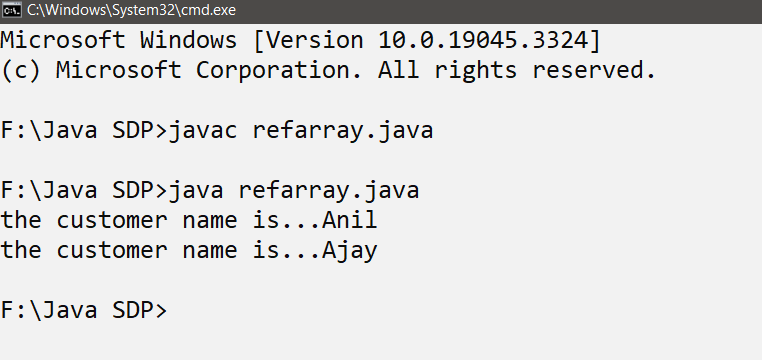 C:\Windows\System32\cmd.exe
Microsoft Windows [Version 10.0.19045.3324]
(c) Microsoft Corporation. All rights reserved.
F:\Java SDP>javac refarray.java
F:\Java SDP>java refarray.java
the customer name is...Anil
the customer name is...Ajay
F:\Java SDP>